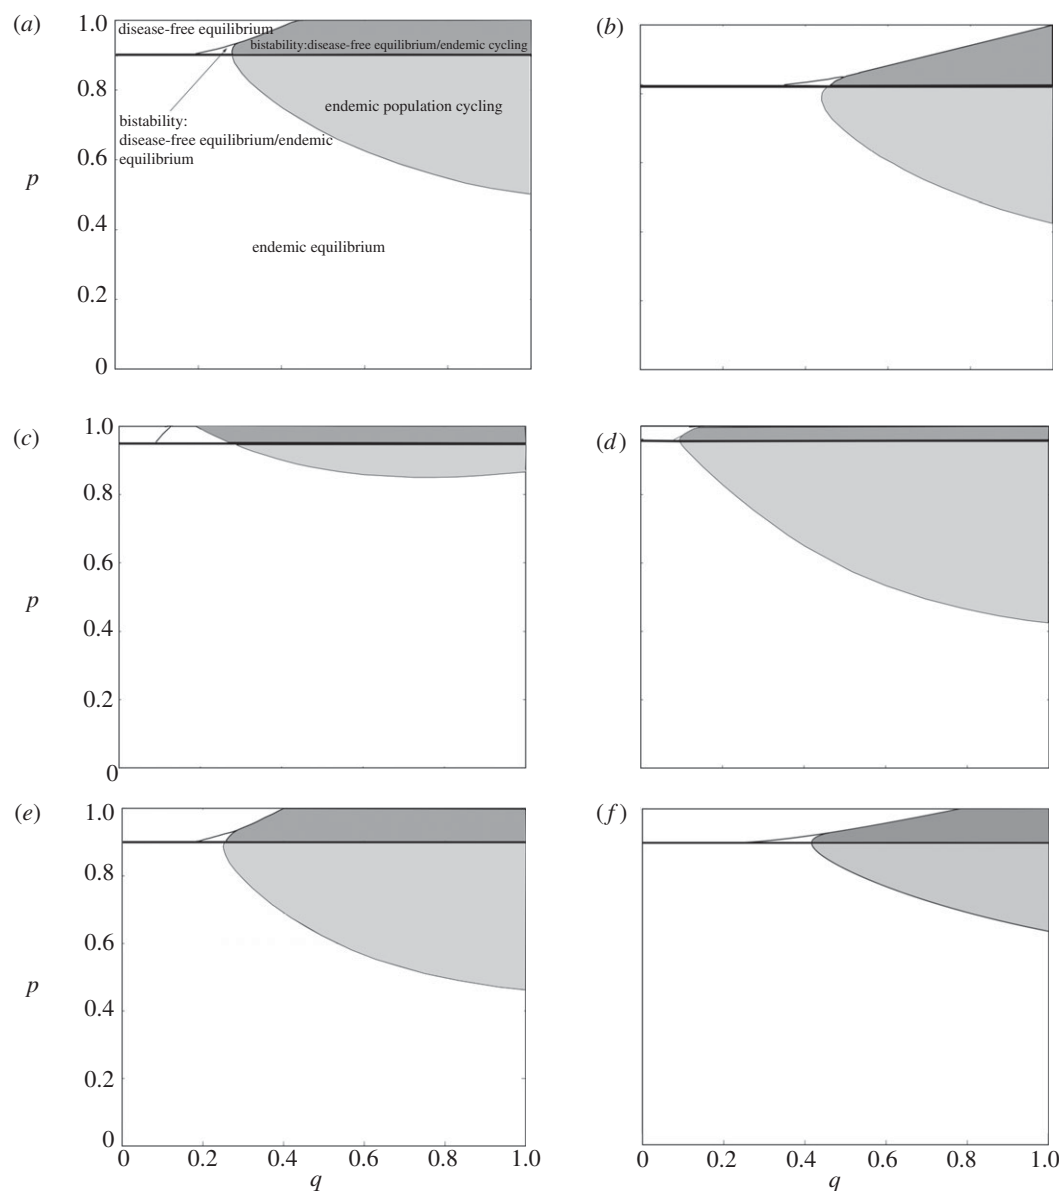 (a)
1.0
disease-free equilibrium
bistability:disease-free equilibrium/endemic cycling
0.8
endemic population cycling
bistability:
disease-free equilibrium/endemic
equilibrium
0.6
p
0.4
endemic equilibrium
0.2
0
(b)
(c)
1.0
0.8
0.6
p
0.4
0.2
0
(d)
(e)
1.0
0.8
0.6
p
0.4
0.2
0
0 0.2 0.4 0.6 0.8 1.0
q
(f)
0 0.2 0.4 0.6 0.8 1.0
q